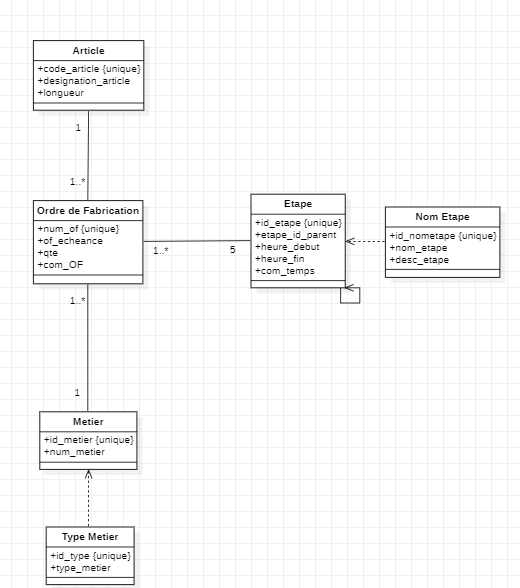 Article
+code_article {unique}
+designation_article
+longueur
1
1..*
Ordre de Fabrication
+num_of {unique}
+of_echeance
+qte
+com_OF
1..*
5
Etape
+id_etape {unique}
+etape_id_parent
+heure_debut
+heure_fin
+com_temps
Nom Etape
+id_nometape {unique}
+nom_etape
+desc_etape
1..*
1
Metier
+id_metier {unique}
+num_metier
Type Metier
+id_type {unique}
+type_metier